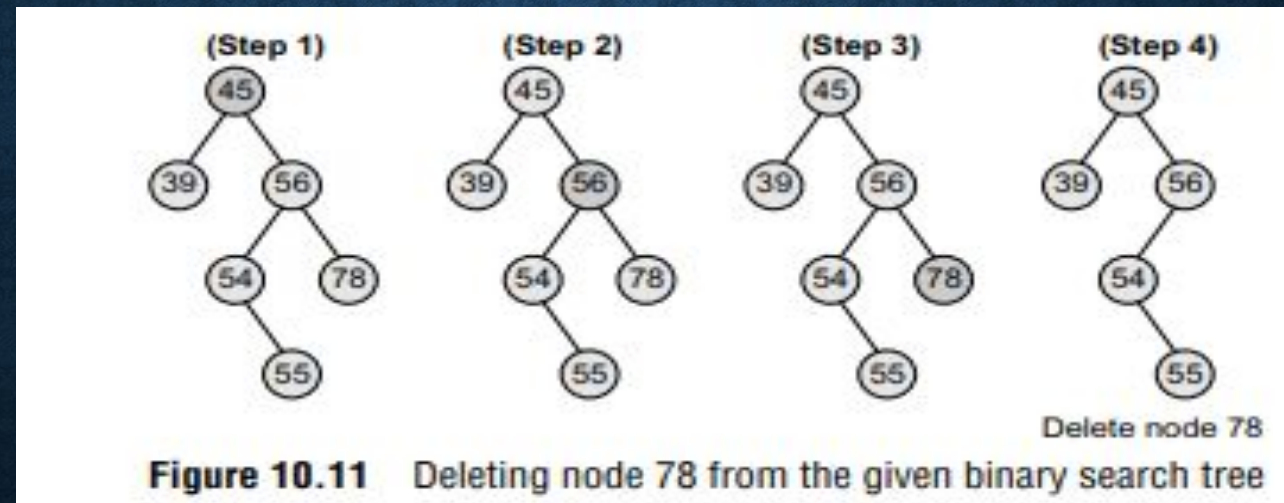 (Step 1) (Step 2) (Step 3) (Step 4)
45 45 45 45
39 56 39 56 39 56 39 56
54 78 54 78 54 78 54
55 55 55 55
Delete node 78
Figure 10.11 Deleting node 78 from the given binary search tree